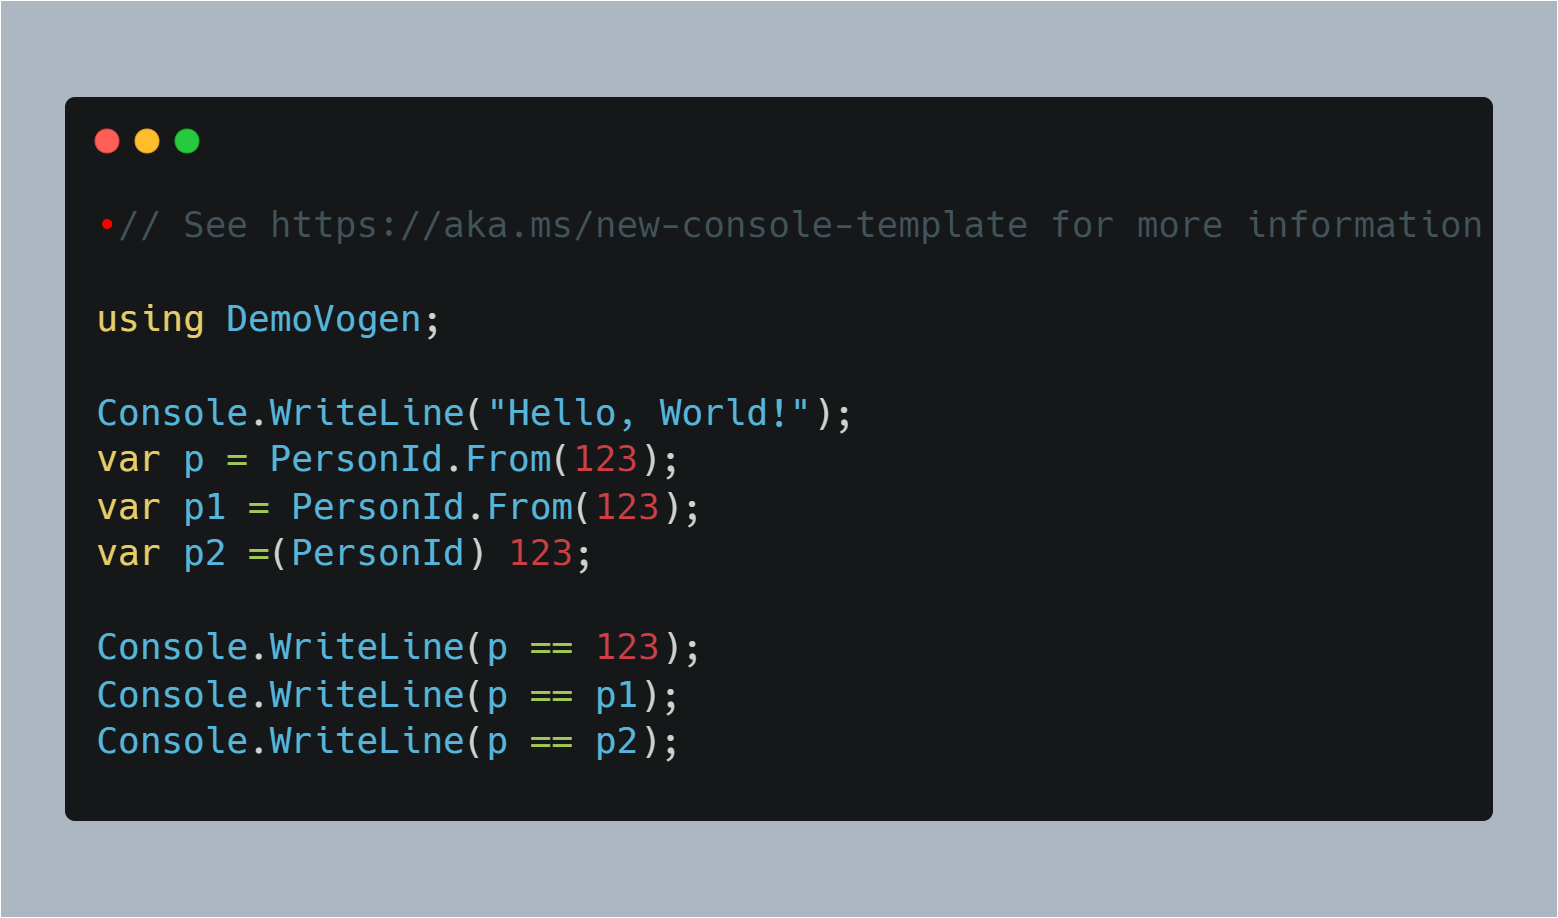 •// See https://aka.ms/new-console-template for more information
using DemoVogen;
Console.WriteLine("Hello, World!");
var p = PersonId.From(123);
var p1 = PersonId.From(123);
var p2 =(PersonId) 123;
Console.WriteLine(p == 123);
Console.WriteLine(p == p1);
Console.WriteLine(p == p2);